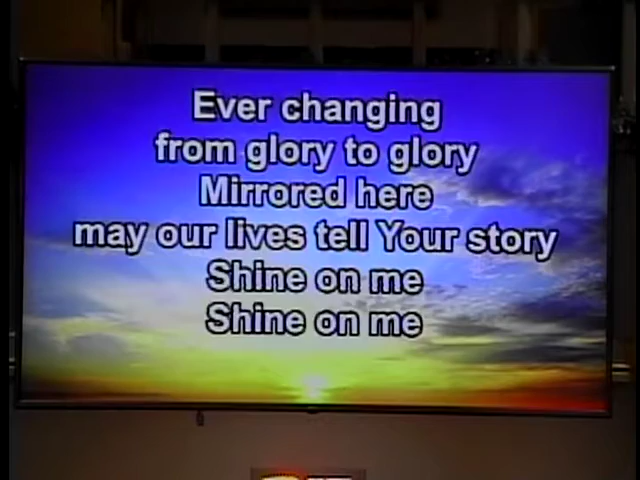 Ever changing
from glory to glory
Mirrored here
may our lives tell Your story
Shine on me
Shine on me